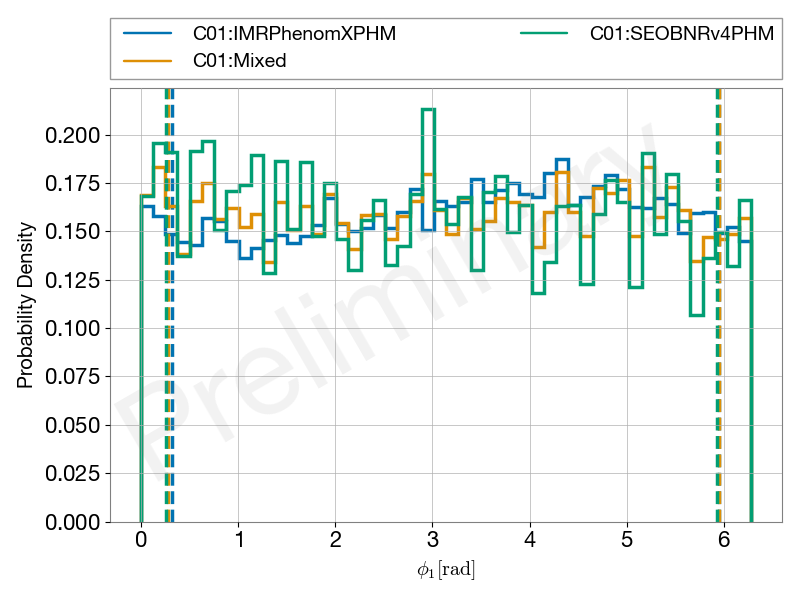 C01:IMRPhenomXPHM
C01:Mixed
C01:SEOBNRv4PHM
Preliminary
Probability Density
0.200
0.175
0.150
0.125
0.100
0.075
0.050
0.025
0.000
0 1 2 3 4 5 6
ϕ₁[rad]